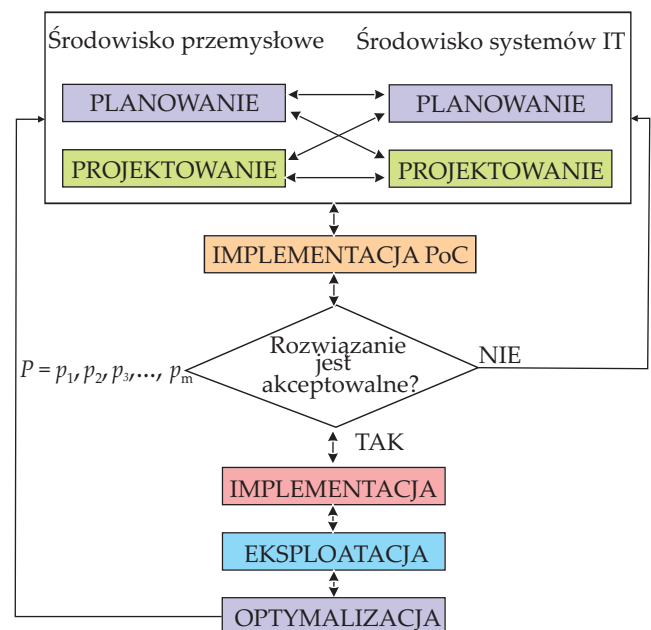 Środowisko przemysłowe
Środowisko systemów IT
PLANOWANIE
PLANOWANIE
PROJEKTOWANIE
PROJEKTOWANIE
IMPLEMENTACJA PoC
Rozwiązanie
jest
akceptowalne?
NIE
P = p₁, p₂, p₃,..., pₘ
TAK
IMPLEMENTACJA
EKSPLOATACJA
OPTYMALIZACJA